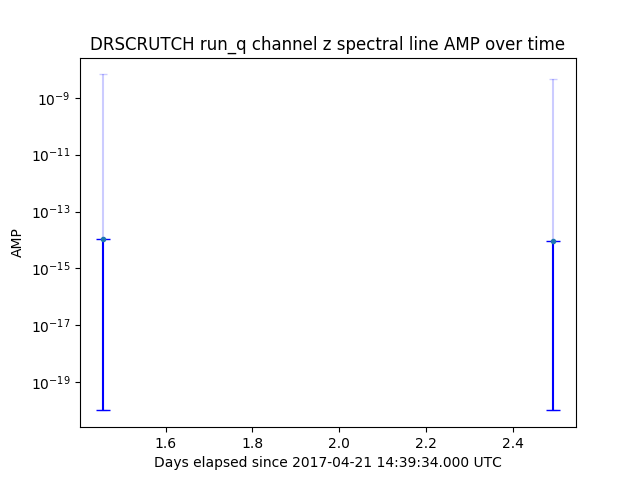 DRSCRUTCH run_q channel z spectral line AMP over time
AMP
10⁻⁹
10⁻¹¹
10⁻¹³
10⁻¹⁵
10⁻¹⁷
10⁻¹⁹
1.6 1.8 2.0 2.2 2.4
Days elapsed since 2017-04-21 14:39:34.000 UTC